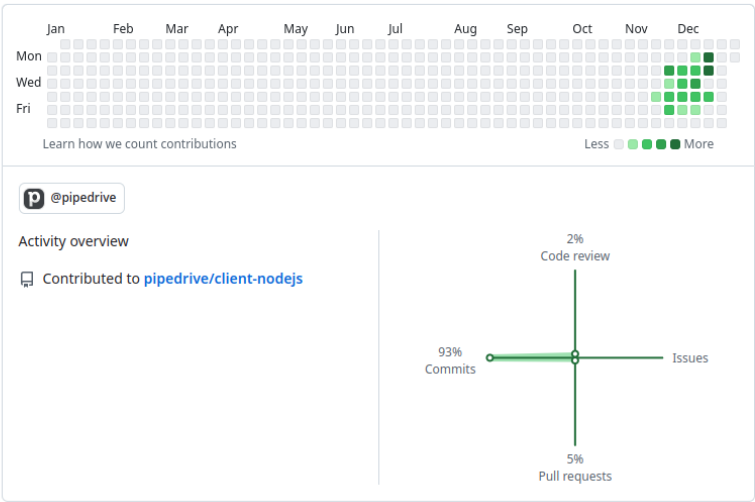 Jan Feb Mar Apr May Jun Jul Aug Sep Oct Nov Dec
Mon
Wed
Fri
Learn how we count contributions
Less More
p @pipedrive
Activity overview
Contributed to pipedrive/client-nodejs
2%
Code review
93%
Commits
Issues
5%
Pull requests